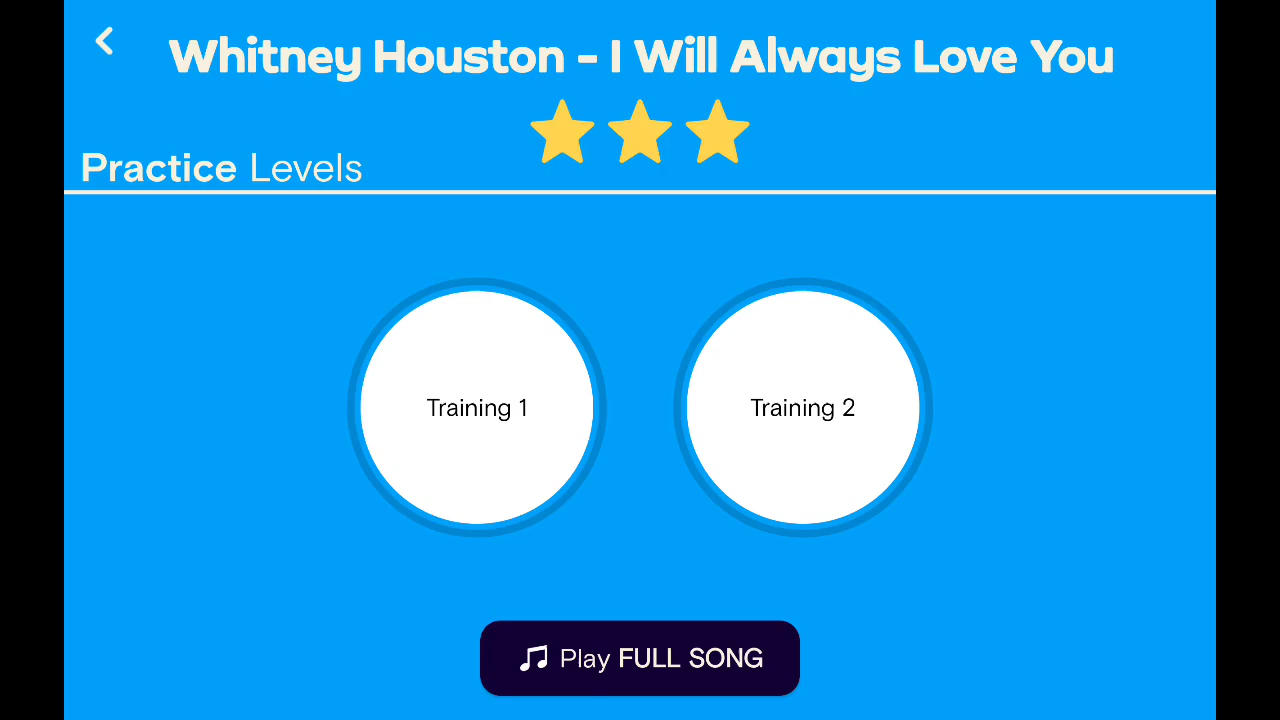 Whitney Houston - I Will Always Love You
Practice Levels
Training 1
Training 2
Play FULL SONG